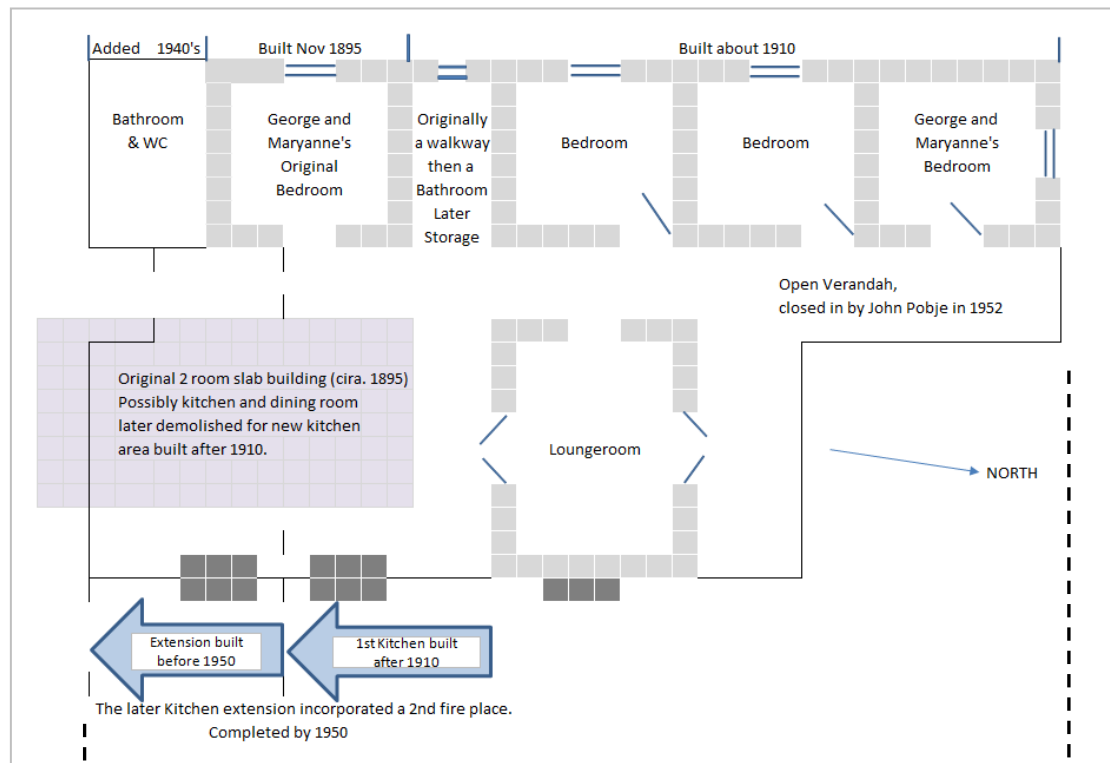 Added 1940's
Built Nov 1895
Built about 1910
Bathroom
& WC
George and
Maryanne's
Original
Bedroom
Originally
a walkway
then a
Bathroom
Later
Storage
Bedroom
Bedroom
George and
Maryanne's
Bedroom
Open Verandah,
closed in by John Pobje in 1952
Original 2 room slab building (cira. 1895)
Possibly kitchen and dining room
later demolished for new kitchen
area built after 1910.
Loungeroom
NORTH
Extension built
before 1950
1st Kitchen built
after 1910
The later Kitchen extension incorporated a 2nd fire place.
Completed by 1950